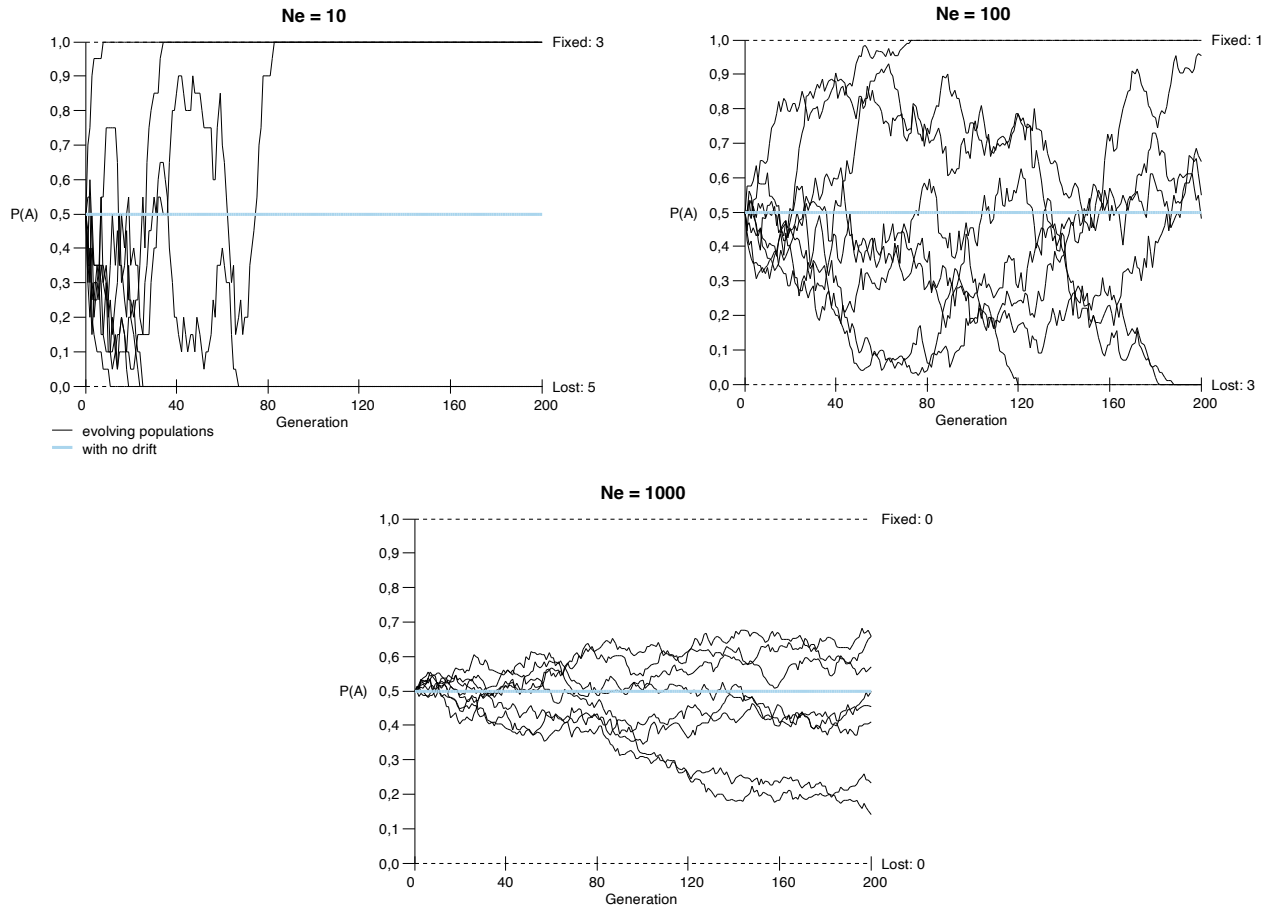 Ne = 10
1,0
0,9
0,8
0,7
0,6
0,5
0,4
0,3
0,2
0,1
0,0
P(A)
Fixed: 3
Lost: 5
0 40 80 120 160 200
Generation
evolving populations
with no drift
Ne = 100
1,0
0,9
0,8
0,7
0,6
0,5
0,4
0,3
0,2
0,1
0,0
P(A)
Fixed: 1
Lost: 3
0 40 80 120 160 200
Generation
Ne = 1000
1,0
0,9
0,8
0,7
0,6
0,5
0,4
0,3
0,2
0,1
0,0
P(A)
Fixed: 0
Lost: 0
0 40 80 120 160 200
Generation